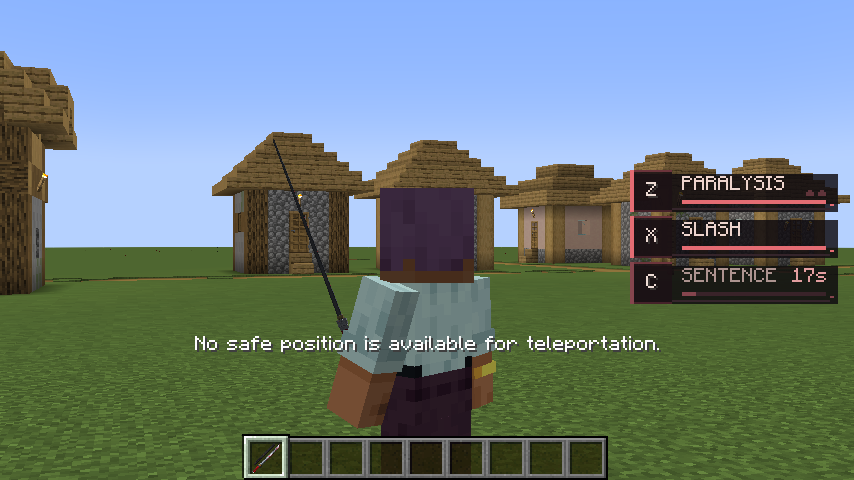 Z PARALYSIS
X SLASH
C SENTENCE 17s
No safe position is available for teleportation.